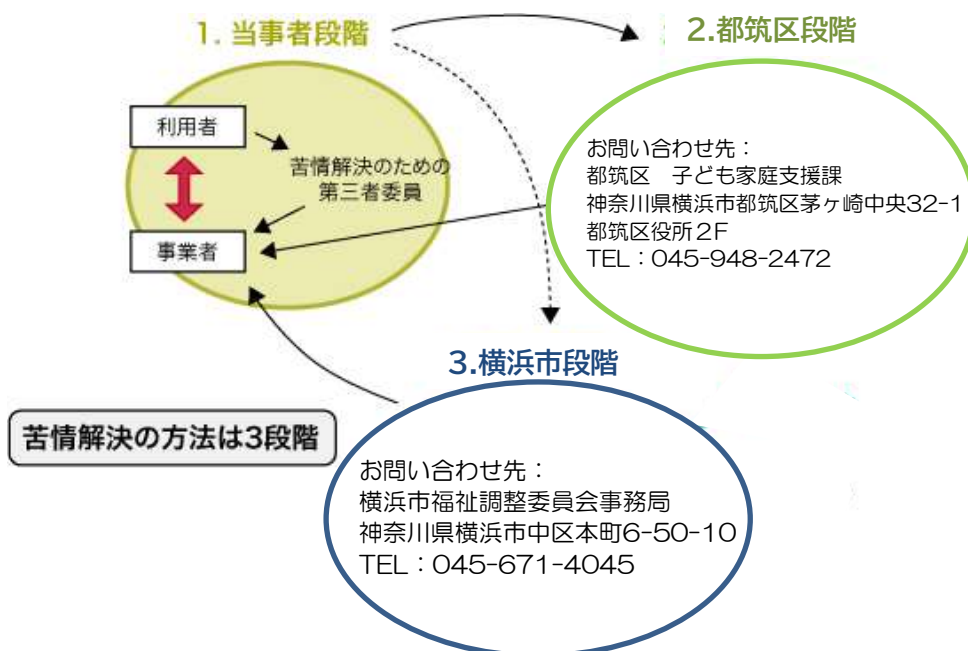 1. 当事者段階
利用者
苦情解決のための
第三者委員
事業者
2.都筑区段階
お問い合わせ先：
都筑区　子ども家庭支援課
神奈川県横浜市都筑区茅ヶ崎中央32-1
都筑区役所２F
TEL：045-948-2472
3.横浜市段階
苦情解決の方法は3段階
お問い合わせ先：
横浜市福祉調整委員会事務局
神奈川県横浜市中区本町6-50-10
TEL：045-671-4045